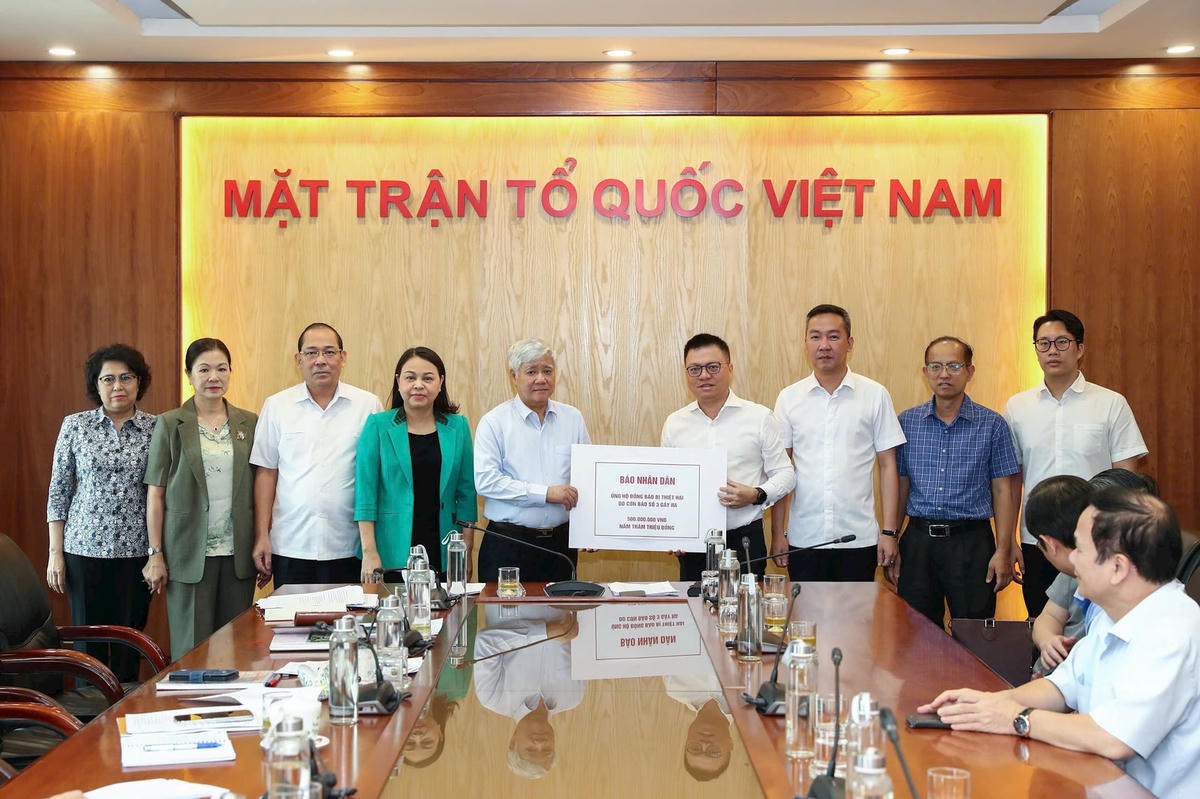 MẶT TRẬN TỔ QUỐC VIỆT NAM
BÁO NHÂN DÂN
ỦNG HỘ ĐỒNG BÀO BỊ THIỆT HẠI
DO CƠN BÃO SỐ 3 GÂY RA
500.000.000 VNĐ
NĂM TRĂM TRIỆU ĐỒNG